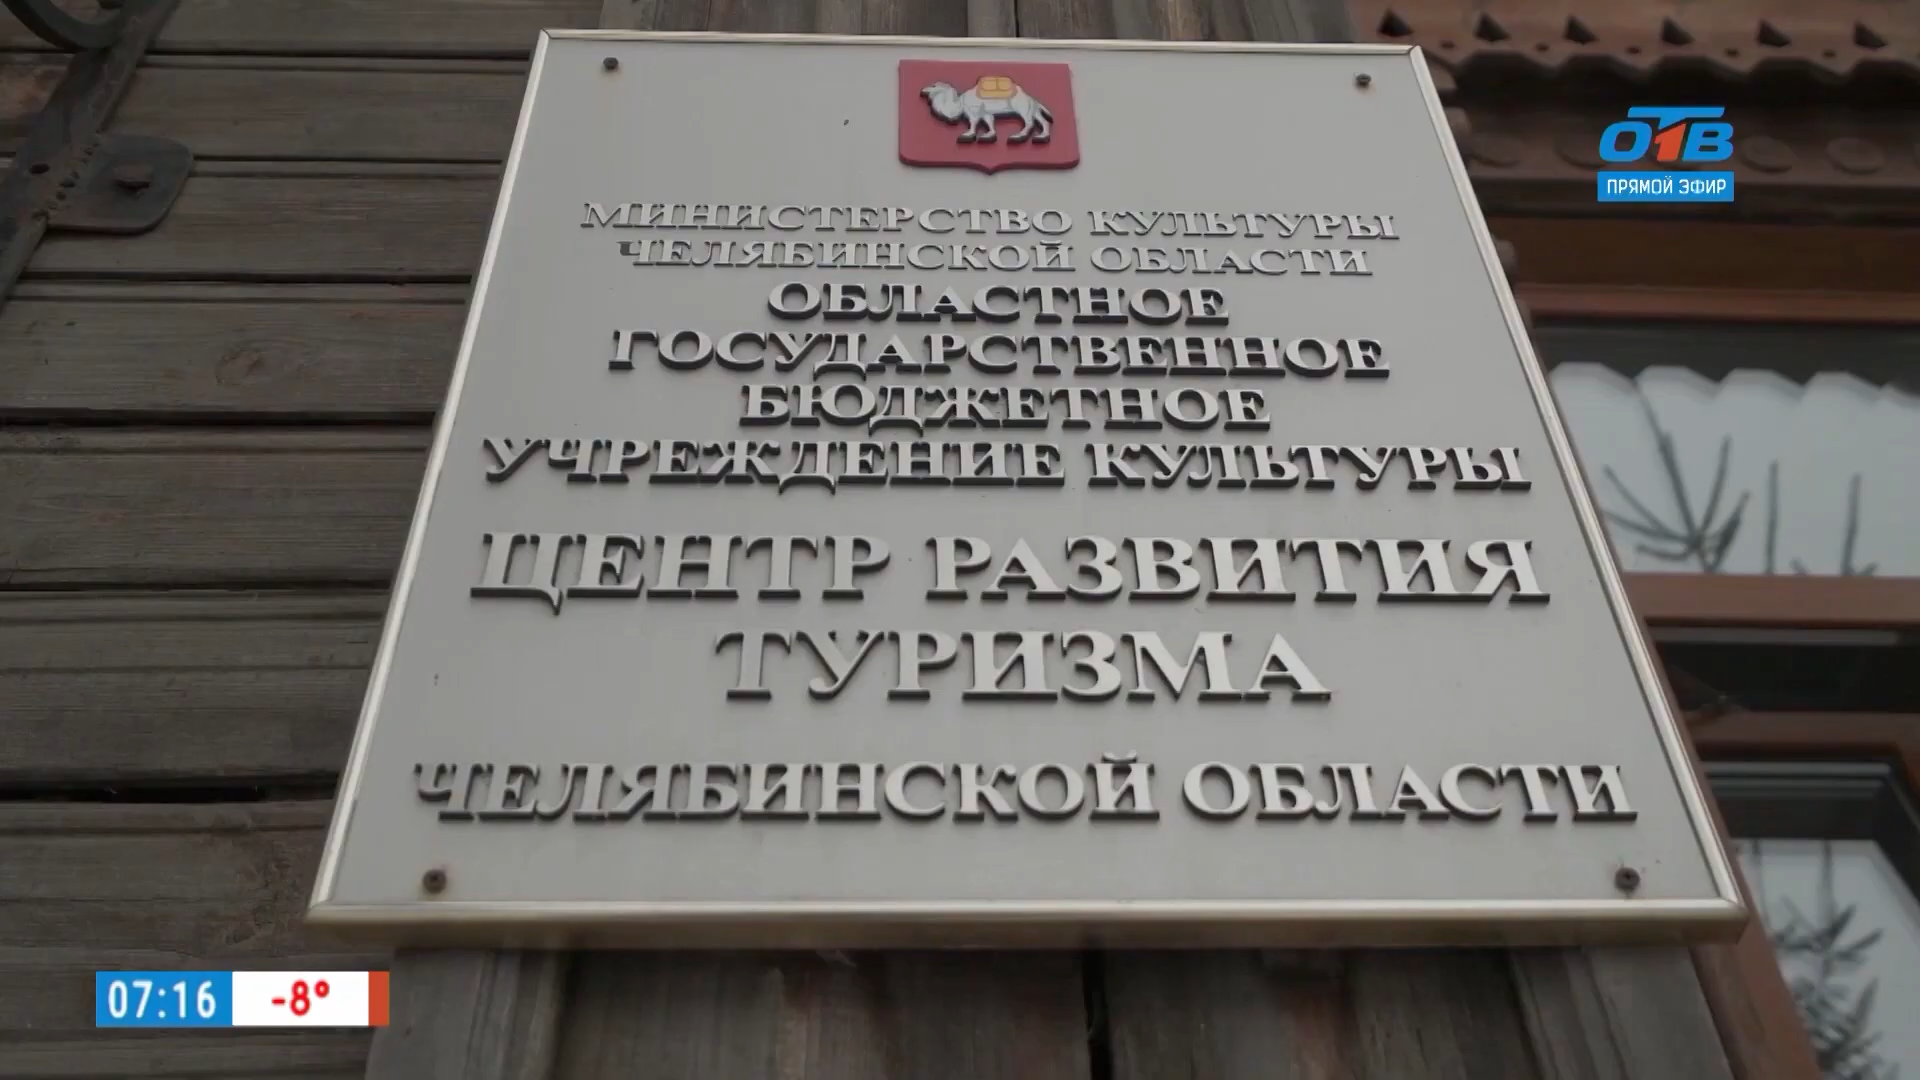 ОТВ
ПРЯМОЙ ЭФИР
МИНИСТЕРСТВО КУЛЬТУРЫ
ЧЕЛЯБИНСКОЙ ОБЛАСТИ
ОБЛАСТНОЕ
ГОСУДАРСТВЕННОЕ
БЮДЖЕТНОЕ
УЧРЕЖДЕНИЕ КУЛЬТУРЫ
ЦЕНТР РАЗВИТИЯ
ТУРИЗМА
ЧЕЛЯБИНСКОЙ ОБЛАСТИ
07:16 -8°